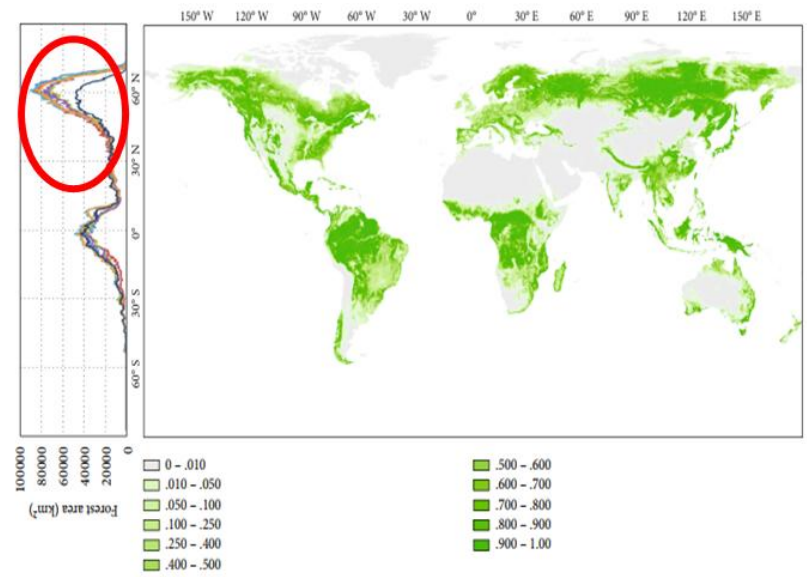 150° W 120° W 90° W 60° W 30° W 0° 30° E 60° E 90° E 120° E 150° E
60° N
30° N
0°
30° S
60° S
100000 80000 60000 40000 20000 0
Forest area (km²)
0 – .010
.010 – .050
.050 – .100
.100 – .250
.250 – .400
.400 – .500
.500 – .600
.600 – .700
.700 – .800
.800 – .900
.900 – 1.00